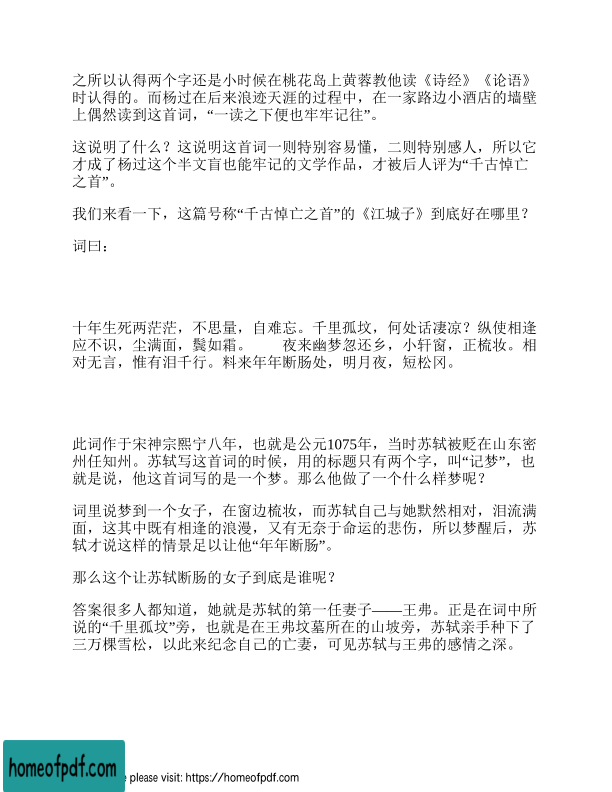 之所以认得两个字还是小时候在桃花岛上黄蓉教他读《诗经》《论语》
时认得的。而杨过在后来浪迹天涯的过程中，在一家路边小酒店的墙壁
上偶然读到这首词，“一读之下便也牢牢记往”。
这说明了什么？这说明这首词一则特别容易懂，二则特别感人，所以它
才成了杨过这个半文盲也能牢记的文学作品，才被后人评为“千古悼亡
之首”。
我们来看一下，这篇号称“千古悼亡之首”的《江城子》到底好在哪里？
词曰：
十年生死两茫茫，不思量，自难忘。千里孤坟，何处话凄凉？纵使相逢
应不识，尘满面，鬓如霜。　　夜来幽梦忽还乡，小轩窗，正梳妆。相
对无言，惟有泪千行。料来年年断肠处，明月夜，短松冈。
此词作于宋神宗熙宁八年，也就是公元1075年，当时苏轼被贬在山东密
州任知州。苏轼写这首词的时候，用的标题只有两个字，叫“记梦”，也
就是说，他这首词写的是一个梦。那么他做了一个什么样梦呢？
词里说梦到一个女子，在窗边梳妆，而苏轼自己与她默然相对，泪流满
面，这其中既有相逢的浪漫，又有无奈于命运的悲伤，所以梦醒后，苏
轼才说这样的情景足以让他“年年断肠”。
那么这个让苏轼断肠的女子到底是谁呢？
答案很多人都知道，她就是苏轼的第一任妻子——王弗。正是在词中所
说的“千里孤坟”旁，也就是在王弗坟墓所在的山坡旁，苏轼亲手种下了
三万棵雪松，以此来纪念自己的亡妻，可见苏轼与王弗的感情之深。
homeofpdf.com
e please visit: https://homeofpdf.com